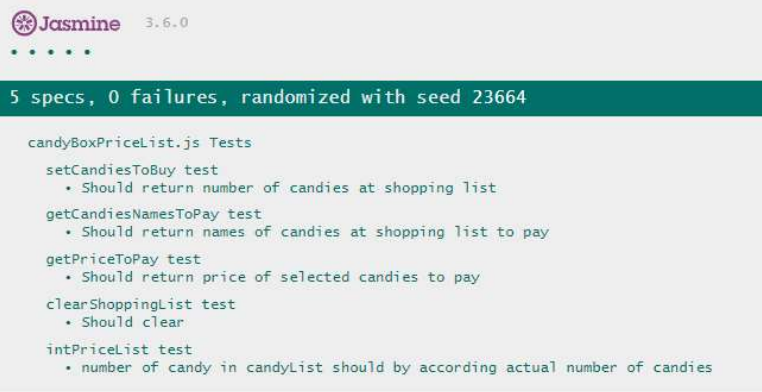 Jasmine 3.6.0
• • • • •
5 specs, 0 failures, randomized with seed 23664
candyBoxPriceList.js Tests
setCandiesToBuy test
• Should return number of candies at shopping list
getCandiesNamesToPay test
• Should return names of candies at shopping list to pay
getPriceToPay test
• Should return price of selected candies to pay
clearShoppingList test
• Should clear
intPriceList test
• number of candy in candyList should by according actual number of candies